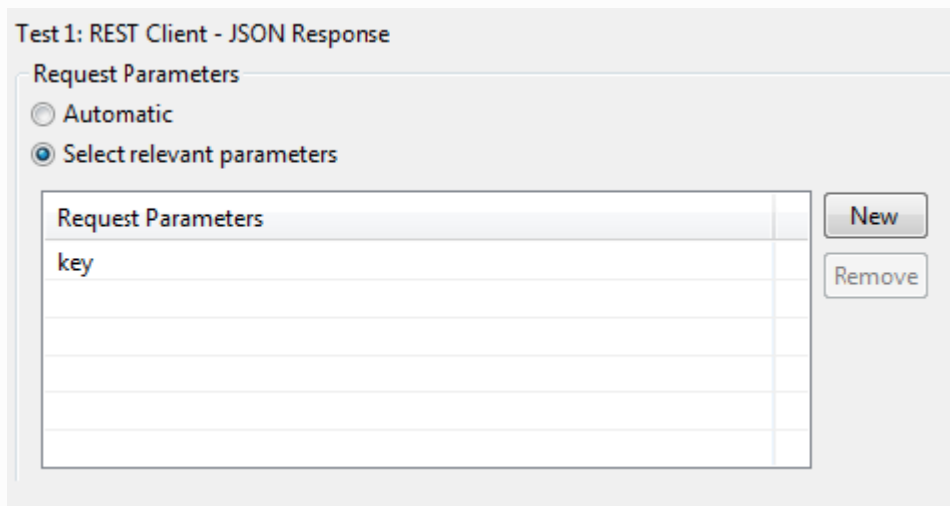 Test 1: REST Client - JSON Response
Request Parameters
Automatic
Select relevant parameters
Request Parameters
New
key
Remove